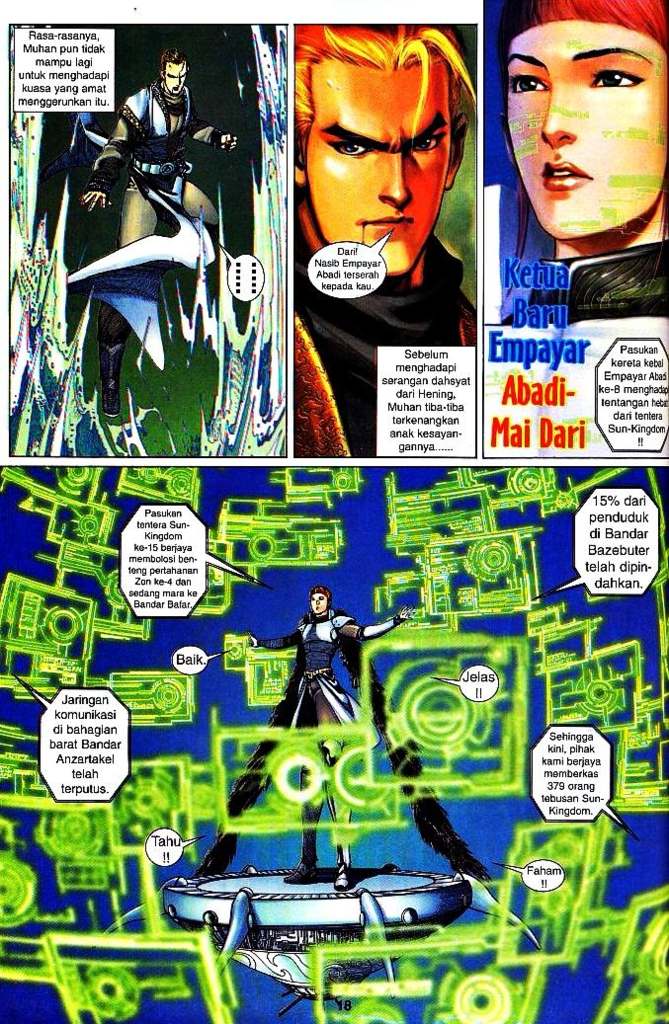 Rasa-rasanya,
Muhan pun tidak
mampu lagi
untuk menghadapi
kuasa yang amat
menggerunkan itu.
Dari!
Nasib Empayar
Abadi terserah
kepada kau.
Sebelum
menghadapi
serangan dahsyat
dari Hening,
Muhan tiba-tiba
terkenangkan
anak kesayang-
gannya......
Ketua
Baru
Empayar
Abadi-
Mai Dari
Pasukan
kereta kebal
Empayar Abadi
ke-8 menghadapi
tentangan hebat
dari tentera
Sun-Kingdom
!!
Pasukan
tentera Sun-
Kingdom
ke-15 berjaya
membolosi ben-
teng pertahanan
Zon ke-4 dan
sedang mara ke
Bandar Bafar.
15% dari
penduduk
di Bandar
Bazebuter
telah dipin-
dahkan.
Baik.
Jelas
!!
Jaringan
komunikasi
di bahagian
barat Bandar
Anzartakel
telah
terputus.
Sehingga
kini, pihak
kami berjaya
memberkas
379 orang
tebusan Sun-
Kingdom.
Tahu
!!
Faham
!!
18